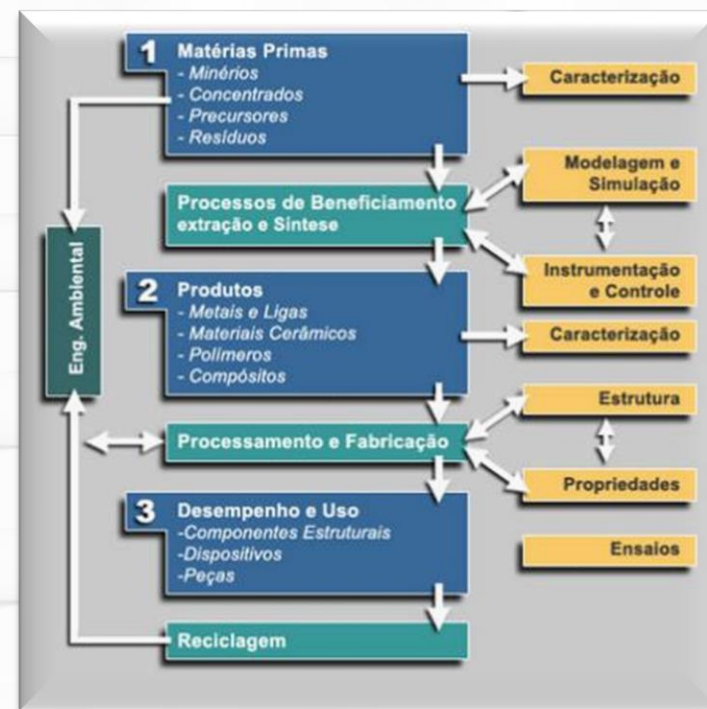 1 Matérias Primas
- Minérios
- Concentrados
- Precursores
- Resíduos
Caracterização
Processos de Beneficiamento
extração e Síntese
Modelagem e
Simulação
Instrumentação
e Controle
Eng. Ambiental
2 Produtos
- Metais e Ligas
- Materiais Cerâmicos
- Polímeros
- Compósitos
Caracterização
Processamento e Fabricação
Estrutura
Propriedades
3 Desempenho e Uso
-Componentes Estruturais
-Dispositivos
-Peças
Ensaios
Reciclagem